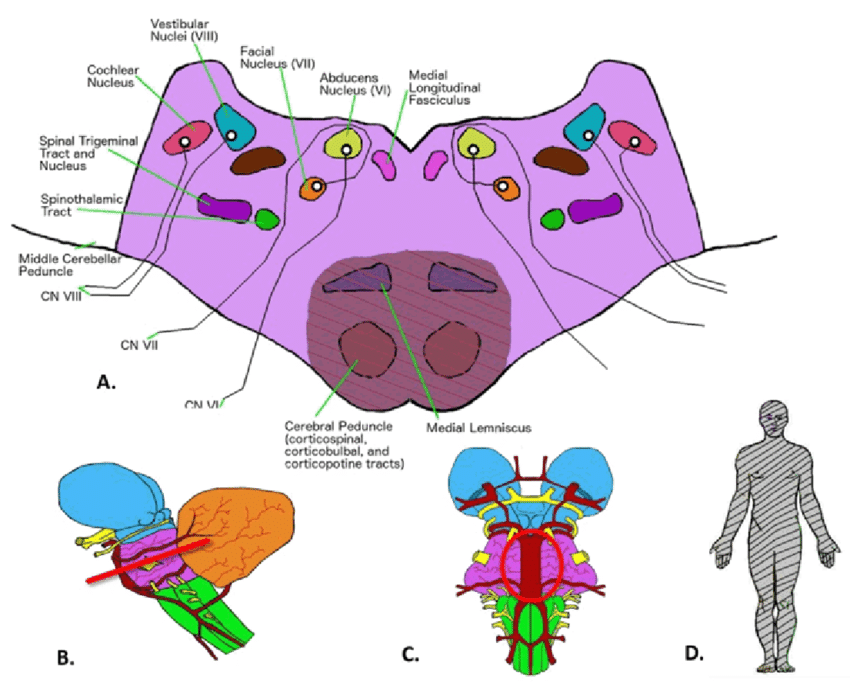 Vestibular
Nuclei (VIII)
Facial
Nucleus (VII)
Cochlear
Nucleus
Abducens
Nucleus (VI)
Medial
Longitudinal
Fasciculus
Spinal Trigeminal
Tract and
Nucleus
Spinothalamic
Tract
Middle Cerebellar
Peduncle
CN VIII
CN VII
CN VI
A.
Cerebral Peduncle
(corticospinal,
corticobulbal, and
corticopotine tracts)
Medial Lemniscus
B.
C.
D.